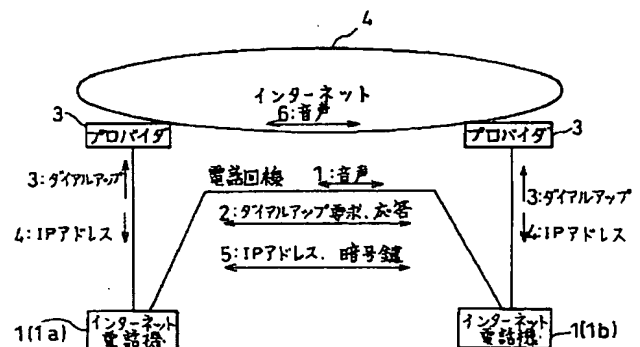 4
インターネット
6:音声
3
プロバイダ
プロバイダ
3
3:ダイアルアップ
電話回線
1:音声
3:ダイアルアップ
2:ダイアルアップ要求、応答
4:IPアドレス
4:IPアドレス
5:IPアドレス、暗号鍵
1(1a)
インターネット
電話機
インターネット
電話機
1(1b)